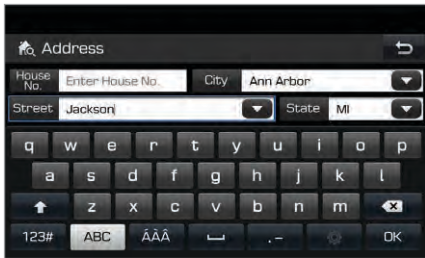 Address
House No. Enter House No. City Ann Arbor
Street Jackson State MI
q w e r t y u i o p
a s d f g h j k l
z x c v b n m
123# ABC ÁÀÂ .- OK